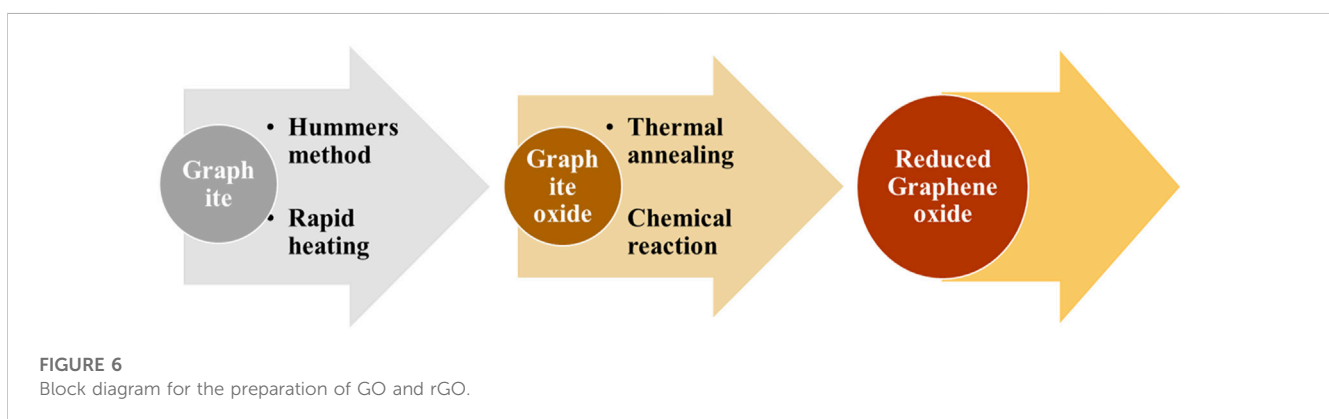 Graph
ite
• Hummers
method
• Rapid
heating
Graph
ite
oxide
• Thermal
annealing
Chemical
reaction
Reduced
Graphene
oxide
FIGURE 6
Block diagram for the preparation of GO and rGO.